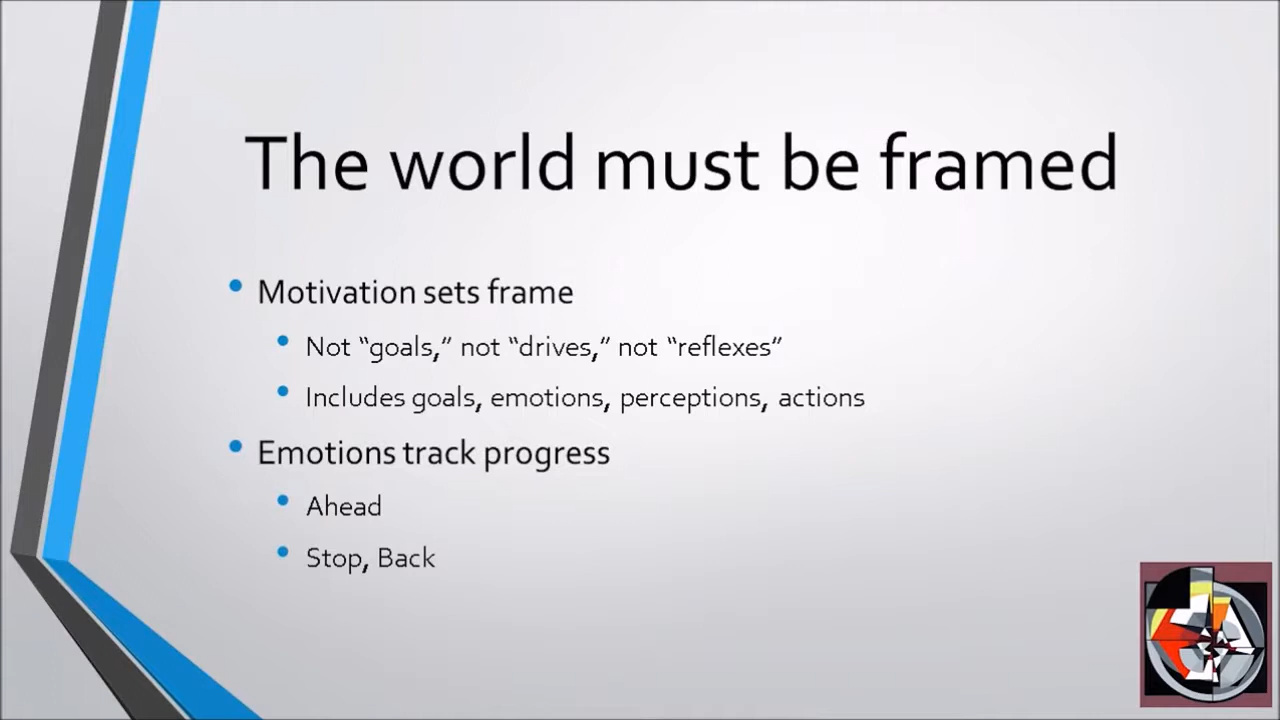 The world must be framed
Motivation sets frame
Not “goals,” not “drives,” not “reflexes”
Includes goals, emotions, perceptions, actions
Emotions track progress
Ahead
Stop, Back